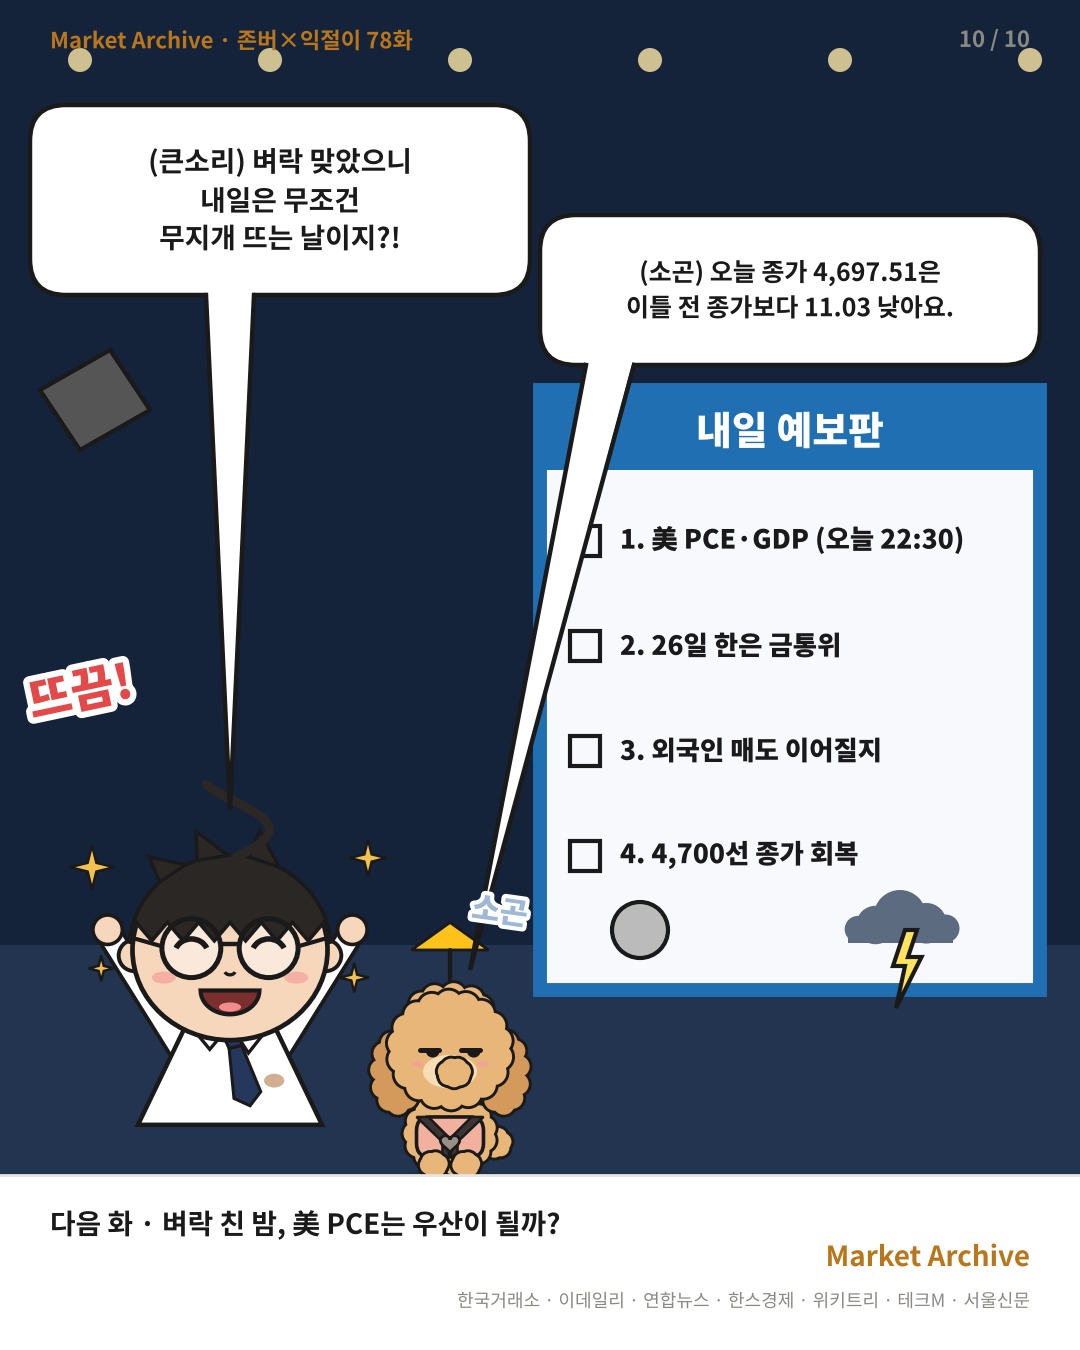 Market Archive · 존버×익절이 78화
10 / 10
(큰소리) 벼락 맞았으니
내일은 무조건
무지개 뜨는 날이지?!
(소곤) 오늘 종가 4,697.51은
이틀 전 종가보다 11.03 낮아요.
내일 예보판
1. 美 PCE·GDP (오늘 22:30)
2. 26일 한은 금통위
3. 외국인 매도 이어질지
4. 4,700선 종가 회복
뜨끔!
소곤
다음 화 · 벼락 친 밤, 美 PCE는 우산이 될까?
Market Archive
한국거래소 · 이데일리 · 연합뉴스 · 한스경제 · 위키트리 · 테크M · 서울신문